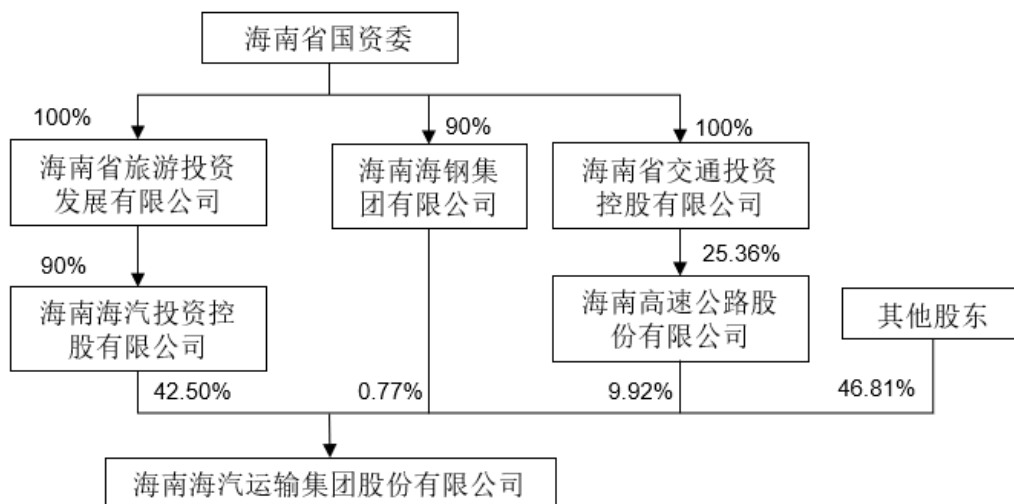 海南省国资委
100%
90%
100%
海南省旅游投资
发展有限公司
海南海钢集
团有限公司
海南省交通投资
控股有限公司
90%
25.36%
海南海汽投资控
股有限公司
海南高速公路股
份有限公司
其他股东
42.50%
0.77%
9.92%
46.81%
海南海汽运输集团股份有限公司